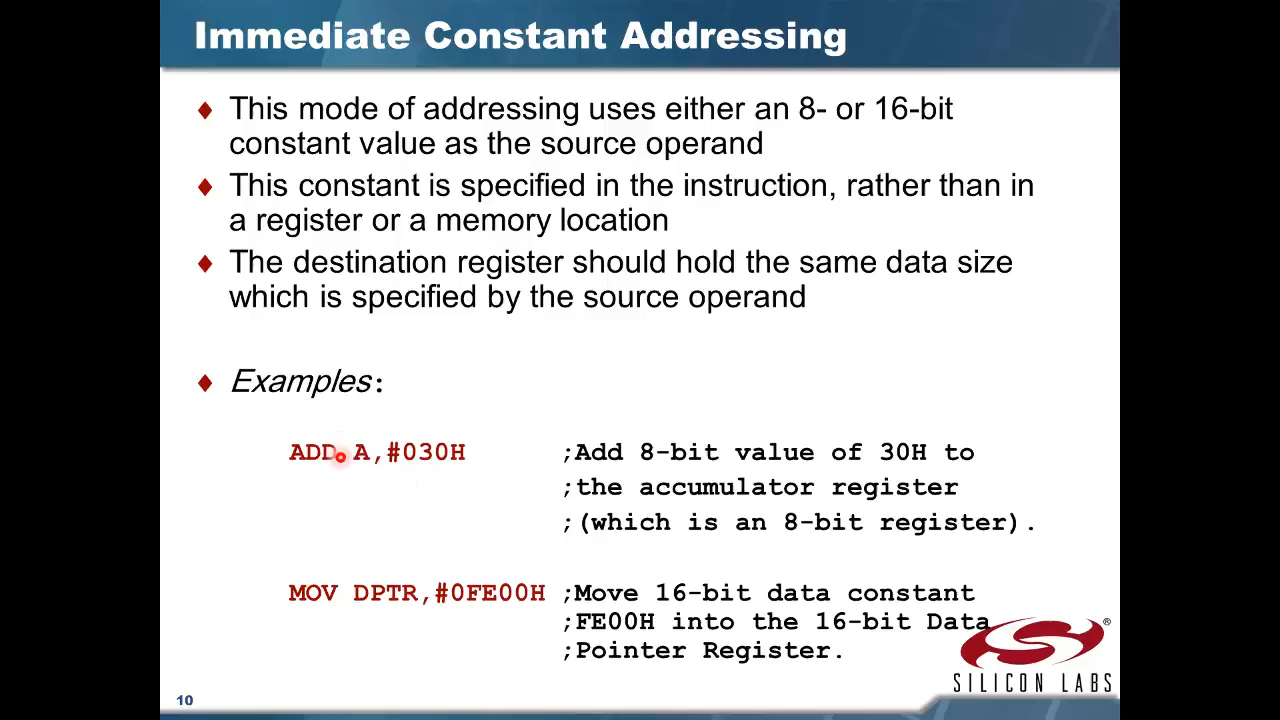 Immediate Constant Addressing
♦ This mode of addressing uses either an 8- or 16-bit
constant value as the source operand
♦ This constant is specified in the instruction, rather than in
a register or a memory location
♦ The destination register should hold the same data size
which is specified by the source operand
♦ Examples:
ADD A,#030H ;Add 8-bit value of 30H to
;the accumulator register
;(which is an 8-bit register).
MOV DPTR,#0FE00H ;Move 16-bit data constant
;FE00H into the 16-bit Data
;Pointer Register.
®
SILICON LABS
10